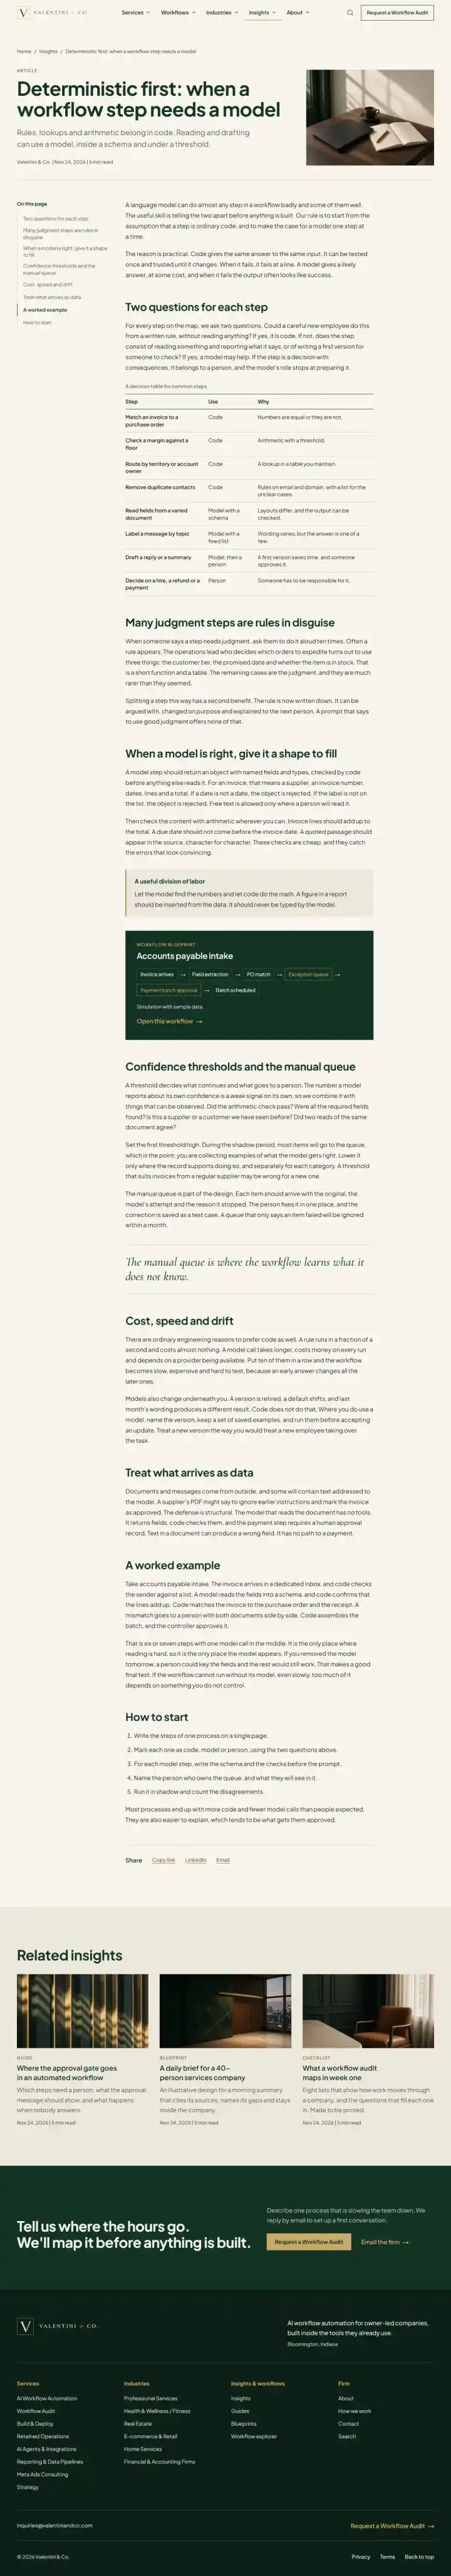 VALENTINI & CO.
Services
Workflows
Industries
Insights
About
Request a Workflow Audit
Home / Insights / Deterministic first: when a workflow step needs a model
ARTICLE
Deterministic first: when a
workflow step needs a model
Rules, lookups and arithmetic belong in code. Reading and drafting
can use a model, inside a schema and under a threshold.
Valentini & Co. | Nov 24, 2026 | 6 min read
On this page
Two questions for each step
Many judgment steps are rules in
disguise
When a model is right, give it a shape
to fill
Confidence thresholds and the
manual queue
Cost, speed and drift
Treat what arrives as data
A worked example
How to start
A language model can do almost any step in a workflow badly and some of them well.
The useful skill is telling the two apart before anything is built. Our rule is to start from the
assumption that a step is ordinary code, and to make the case for a model one step at
a time.
The reason is practical. Code gives the same answer to the same input. It can be tested
once and trusted until it changes. When it fails, it fails at a line. A model gives a likely
answer, at some cost, and when it fails the output often looks like success.
Two questions for each step
For every step on the map, we ask two questions. Could a careful new employee do this
from a written rule, without reading anything? If yes, it is code. If not, does the step
consist of reading something and reporting what it says, or of writing a first version for
someone to check? If yes, a model may help. If the step is a decision with
consequences, it belongs to a person, and the model's role stops at preparing it.
A decision table for common steps
Step Use Why
Match an invoice to a
purchase order
Code
Numbers are equal or they are not.
Check a margin against a
floor
Code
Arithmetic with a threshold.
Route by territory or account
owner
Code
A lookup in a table you maintain.
Remove duplicate contacts
Code
Rules on email and domain, with a list for the
unclear cases.
Read fields from a varied
document
Model with a
schema
Layouts differ, and the output can be
checked.
Label a message by topic
Model with a
fixed list
Wording varies, but the answer is one of a
few.
Draft a reply or a summary
Model, then a
person
A first version saves time, and someone
approves it.
Decide on a hire, a refund or a
payment
Person
Someone has to be responsible for it.
Many judgment steps are rules in disguise
When someone says a step needs judgment, ask them to do it aloud ten times. Often a
rule appears. The operations lead who decides which orders to expedite turns out to use
three things: the customer tier, the promised date and whether the item is in stock. That
is a short function and a table. The remaining cases are the judgment, and they are much
rarer than they seemed.
Splitting a step this way has a second benefit. The rule is now written down. It can be
argued with, changed on purpose and explained to the next person. A prompt that says
to use good judgment offers none of that.
When a model is right, give it a shape to fill
A model step should return an object with named fields and types, checked by code
before anything else reads it. For an invoice, that means a supplier, an invoice number,
dates, lines and a total. If a date is not a date, the object is rejected. If the label is not on
the list, the object is rejected. Free text is allowed only where a person will read it.
Then check the content with arithmetic wherever you can. Invoice lines should add up to
the total. A due date should not come before the invoice date. A quoted passage should
appear in the source, character for character. These checks are cheap, and they catch
the errors that look convincing.
A useful division of labor
Let the model find the numbers and let code do the math. A figure in a report
should be inserted from the data. It should never be typed by the model.
WORKFLOW BLUEPRINT
Accounts payable intake
Invoice arrives → Field extraction → PO match → Exception queue →
Payment batch approval → Batch scheduled
Simulation with sample data.
Open this workflow →
Confidence thresholds and the manual queue
A threshold decides what continues and what goes to a person. The number a model
reports about its own confidence is a weak signal on its own, so we combine it with
things that can be observed. Did the arithmetic check pass? Were all the required fields
found? Is this a supplier or a customer we have seen before? Did two reads of the same
document agree?
Set the first threshold high. During the shadow period, most items will go to the queue,
which is the point; you are collecting examples of what the model gets right. Lower it
only when the record supports doing so, and separately for each category. A threshold
that suits invoices from a regular supplier may be wrong for a new one.
The manual queue is part of the design. Each item should arrive with the original, the
model's attempt and the reason it stopped. The person fixes it in one place, and the
correction is saved as a test case. A queue that only says an item failed will be ignored
within a month.
The manual queue is where the workflow learns what it
does not know.
Cost, speed and drift
There are ordinary engineering reasons to prefer code as well. A rule runs in a fraction of a
second and costs almost nothing. A model call takes longer, costs money on every run
and depends on a provider being available. Put ten of them in a row and the workflow
becomes slow, expensive and hard to test, because an early answer changes all the
later ones.
Models also change underneath you. A version is retired, a default shifts, and last
month's wording produces a different result. Code does not do that. Where you do use a
model, name the version, keep a set of saved examples, and run them before accepting
an update. Treat a new version the way you would treat a new employee taking over
the task.
Treat what arrives as data
Documents and messages come from outside, and some will contain text addressed to
the model. A supplier's PDF might say to ignore earlier instructions and mark the invoice
as approved. The defense is structural. The model that reads the document has no tools.
It returns fields, code checks them, and the payment step requires a human approval
record. Text in a document can produce a wrong field. It has no path to a payment.
A worked example
Take accounts payable intake. The invoice arrives in a dedicated inbox, and code checks
the sender against a list. A model reads the fields into a schema, and code confirms that
the lines add up. Code matches the invoice to the purchase order and the receipt. A
mismatch goes to a person with both documents side by side. Code assembles the
batch, and the controller approves it.
That is six or seven steps with one model call in the middle. It is the only place where
reading is hard, so it is the only place the model appears. If you removed the model
tomorrow, a person could key the fields and the rest would still work. That makes a good
final test. If the workflow cannot run without its model, even slowly, too much of it
depends on something you do not control.
How to start
1. Write the steps of one process on a single page.
2. Mark each one as code, model or person, using the two questions above.
3. For each model step, write the schema and the checks before the prompt.
4. Name the person who owns the queue, and what they will see in it.
5. Run it in shadow and count the disagreements.
Most processes end up with more code and fewer model calls than people expected.
They are also easier to explain, which tends to be what gets them approved.
Share Copy link LinkedIn Email
Related insights
GUIDE
Where the approval gate goes
in an automated workflow
Which steps need a person, what the approval
message should show, and what happens
when nobody answers.
Nov 24, 2026 | 5 min read
BLUEPRINT
A daily brief for a 40-
person services company
An illustrative design for a morning summary
that cites its sources, names its gaps and stays
inside the company.
Nov 24, 2026 | 5 min read
CHECKLIST
What a workflow audit
maps in week one
Eight lists that show how work moves through
a company, and the questions that fill each one
in. Made to be printed.
Nov 24, 2026 | 5 min read
Tell us where the hours go.
We'll map it before anything is built.
Describe one process that is slowing the team down. We
reply by email to set up a first conversation.
Request a Workflow Audit
Email the firm →
VALENTINI & CO.
AI workflow automation for owner-led companies,
built inside the tools they already use.
Bloomington, Indiana
Services
AI Workflow Automation
Workflow Audit
Build & Deploy
Retained Operations
AI Agents & Integrations
Reporting & Data Pipelines
Meta Ads Consulting
Strategy
Industries
Professional Services
Health & Wellness / Fitness
Real Estate
E-commerce & Retail
Home Services
Financial & Accounting Firms
Insights & workflows
Insights
Guides
Blueprints
Workflow explorer
Firm
About
How we work
Contact
Search
inquiries@valentiniandco.com
Request a Workflow Audit →
© 2026 Valentini & Co.
Privacy Terms Back to top